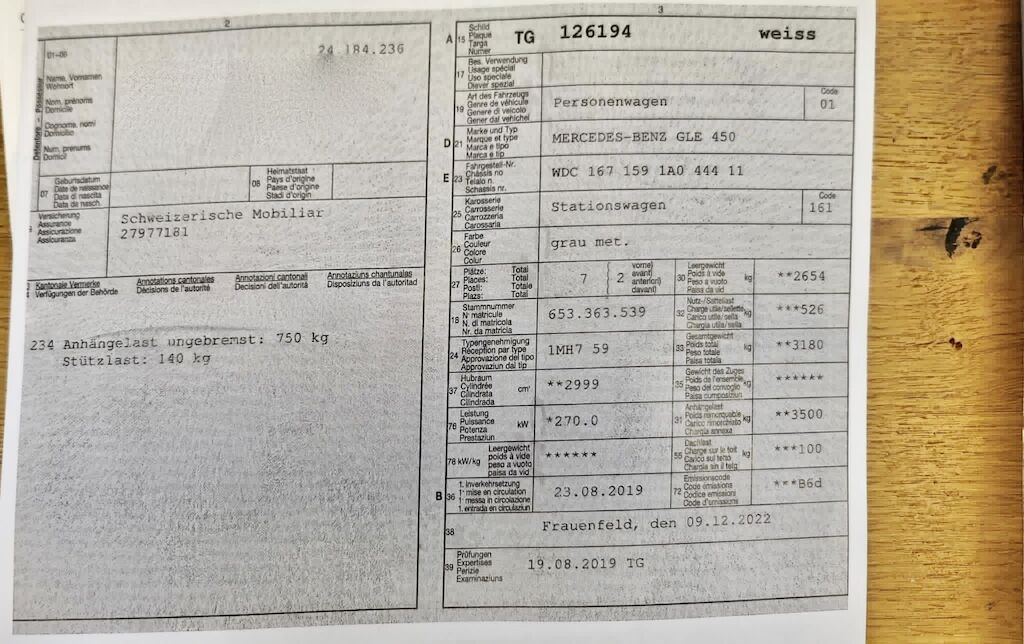 2
01-06
24.184.236
Detentore - Possessur
Name, Vornamen
Wohnort
Nom, prénoms
Domicile
Cognome, nomi
Domicilio
Num, prenums
Domicil
07
Geburtsdatum
Date de naissance
Data di nascita
Data da nasch.
08
Heimatstaat
Pays d'origine
Paese d'origine
Stadi d'origin
Versicherung
Assurance
Assicurazione
Assicuranza
Schweizerische Mobiliar
27977181
Kantonale Vermerke
Verfügungen der Behörde
Annotations cantonales
Décisions de l'autorité
Annotazioni cantonali
Decisioni dell'autorità
Annotaziuns chantunalas
Disposiziuns da l'autoritad
234 Anhängelast ungebremst: 750 kg
Stützlast: 140 kg
3
A 15
Schild
Plaque
Targa
Numer
TG 126194 weiss
17
Bes. Verwendung
Usage spécial
Uso speciale
Diever spezial
19
Art des Fahrzeugs
Genre de véhicule
Genere di veicolo
Gener dal vehichel
Personenwagen
Code
01
D 21
Marke und Typ
Marque et type
Marca e tipo
Marca e tip
MERCEDES-BENZ GLE 450
E 23
Fahrgestell-Nr.
Châssis no
Telaio n.
Schassis nr.
WDC 167 159 1A0 444 11
25
Karosserie
Carrosserie
Carrozzeria
Carossaria
Stationswagen
Code
161
26
Farbe
Couleur
Colore
Colur
grau met.
27
Plätze: Total
Places: Total
Posti: Totale
Plazs: Total
7
2
vorne)
avant)
anteriori)
davant)
30
Leergewicht
Poids à vide
Peso a vuoto
Paisa da vid
kg
**2654
18
Stammnummer
N° matricule
N. di matricola
Nr. da matricla
653.363.539
32
Nutz-/Sattellast
Charge utile/sellette
Carico utile/sella
Chargia utila/sella
kg
***526
24
Typengenehmigung
Réception par type
Approvazione del tipo
Approvaziun dal tip
1MH7 59
33
Gesamtgewicht
Poids total
Peso totale
Paisa totala
kg
**3180
37
Hubraum
Cylindrée
Cilindrata
Cilindrada
cm³
**2999
35
Gewicht des Zuges
Poids de l'ensemble
Peso del convoglio
Paisa cumposiziun
kg
******
76
Leistung
Puissance
Potenza
Prestaziun
kW
*270.0
31
Anhängelast
Poids remorquable
Carico rimorchiato
Chargia annexa
kg
**3500
78 kW/kg
Leergewicht
poids à vide
peso a vuoto
paisa da vid
******
55
Dachlast
Charge sur le toit
Carico sul tetto
Chargia sin il tetg
kg
***100
B 36
1. Inverkehrsetzung
1re mise en circulation
1a messa in circolazione
1. entrada en circulaziun
23.08.2019
72
Emissionscode
Code émissions
Codice emissioni
Code d'emissiuns
***B6d
38
Frauenfeld, den 09.12.2022
39
Prüfungen
Expertises
Perizie
Examinaziuns
19.08.2019 TG